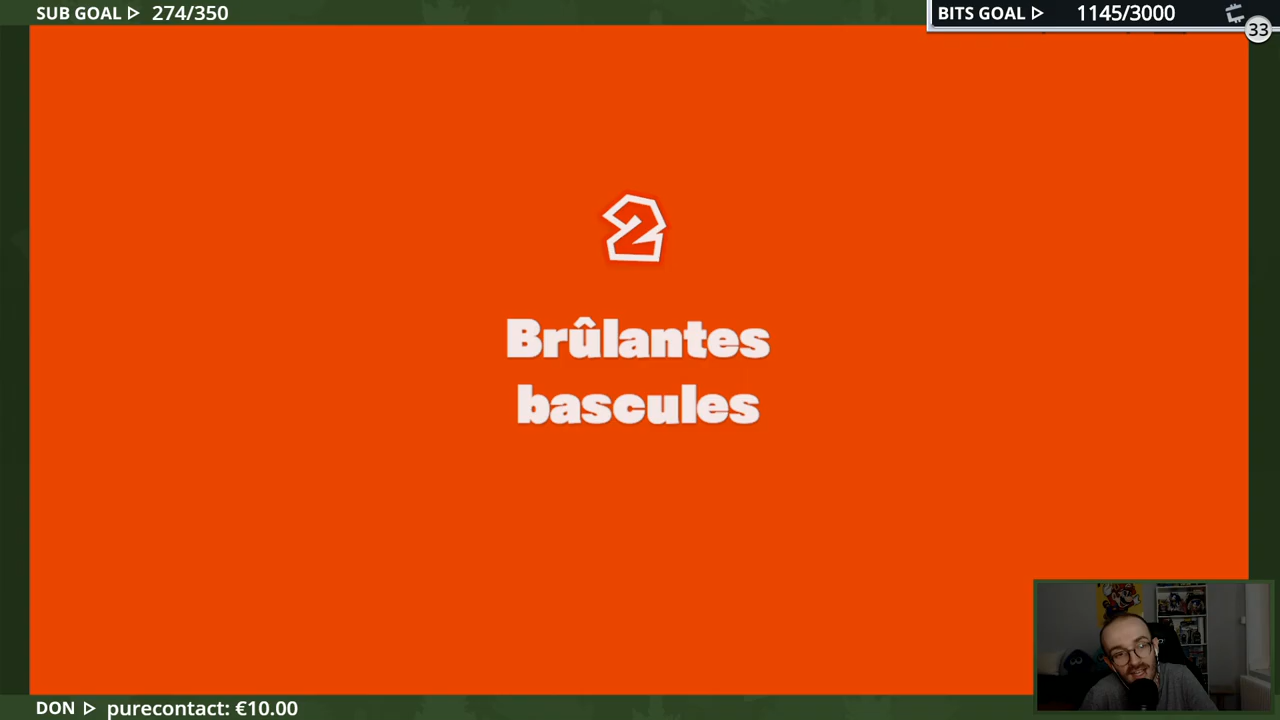 SUB GOAL 274/350
BITS GOAL 1145/3000
33
2
Brûlantes
bascules
DON purecontact: €10.00